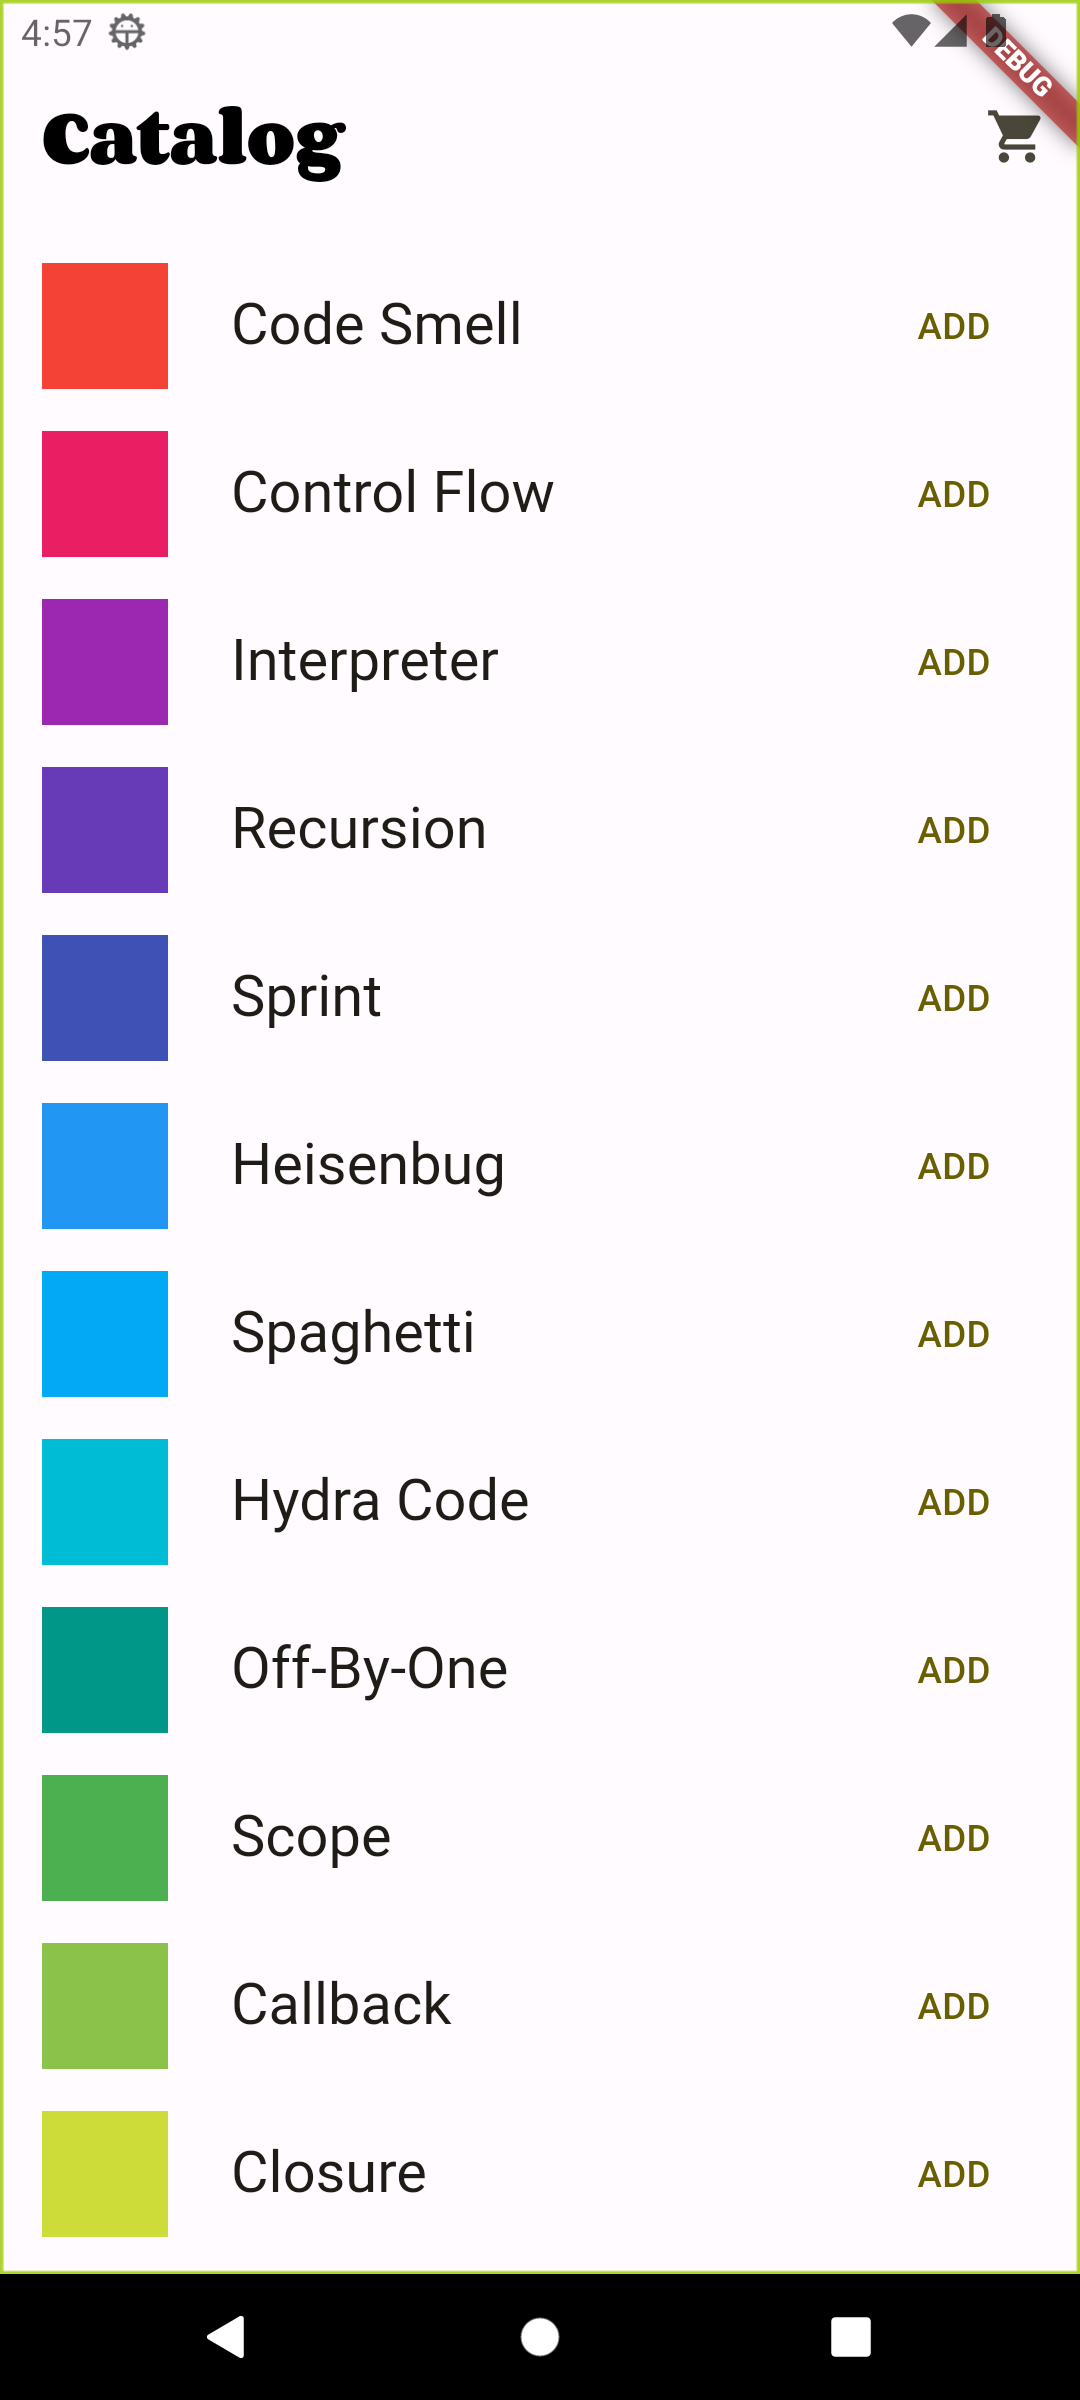 4:57
DEBUG
Catalog
Code Smell ADD
Control Flow ADD
Interpreter ADD
Recursion ADD
Sprint ADD
Heisenbug ADD
Spaghetti ADD
Hydra Code ADD
Off-By-One ADD
Scope ADD
Callback ADD
Closure ADD